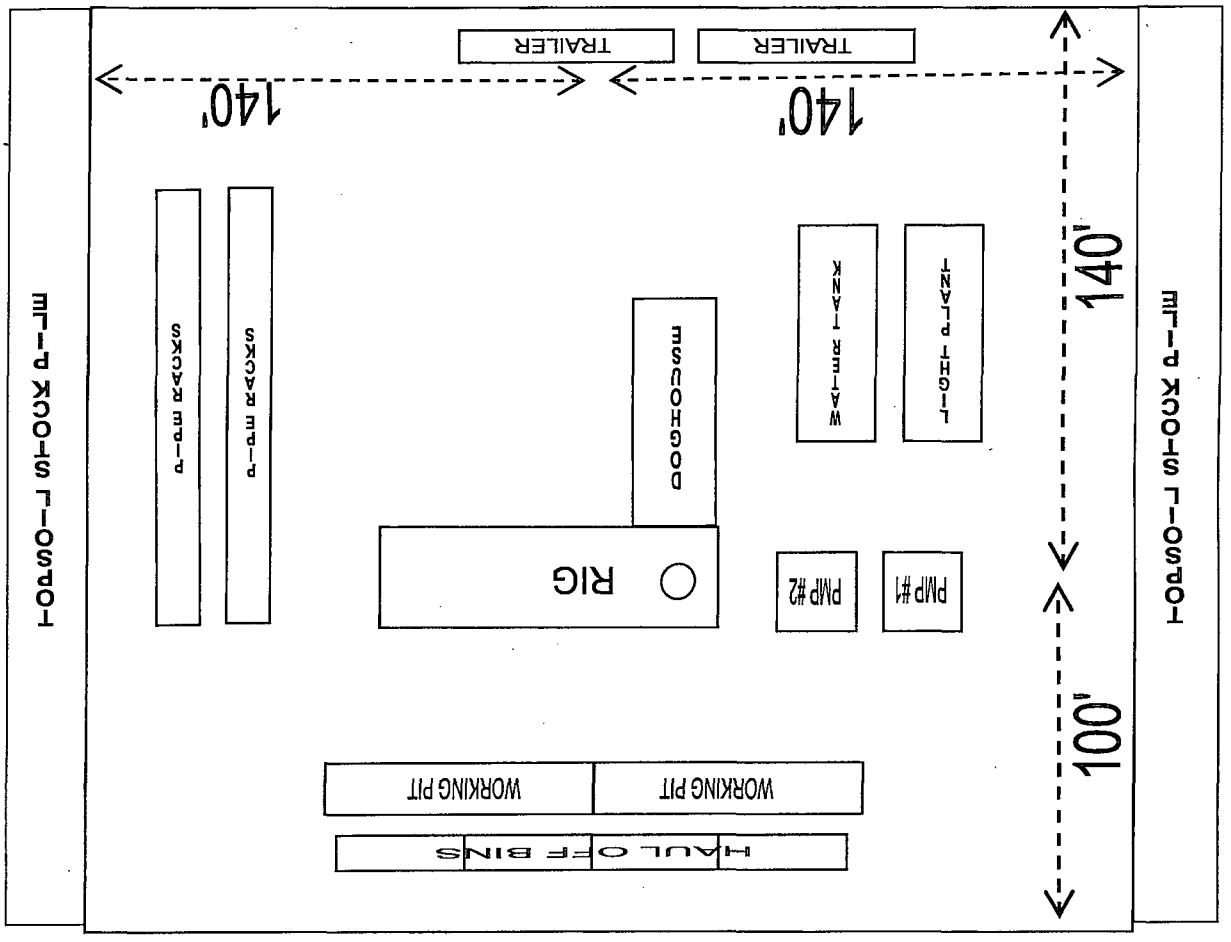 HAUL OFF BINS
WORKING PIT
WORKING PIT
100'
PMP #1
PMP #2
RIG
DOGHOUSE
LIGHT PLANT
WATER TANK
PIPE RACKS
PIPE RACKS
TOPSOIL STOCK PILE
TOPSOIL STOCK PILE
140'
140'
140'
TRAILER
TRAILER